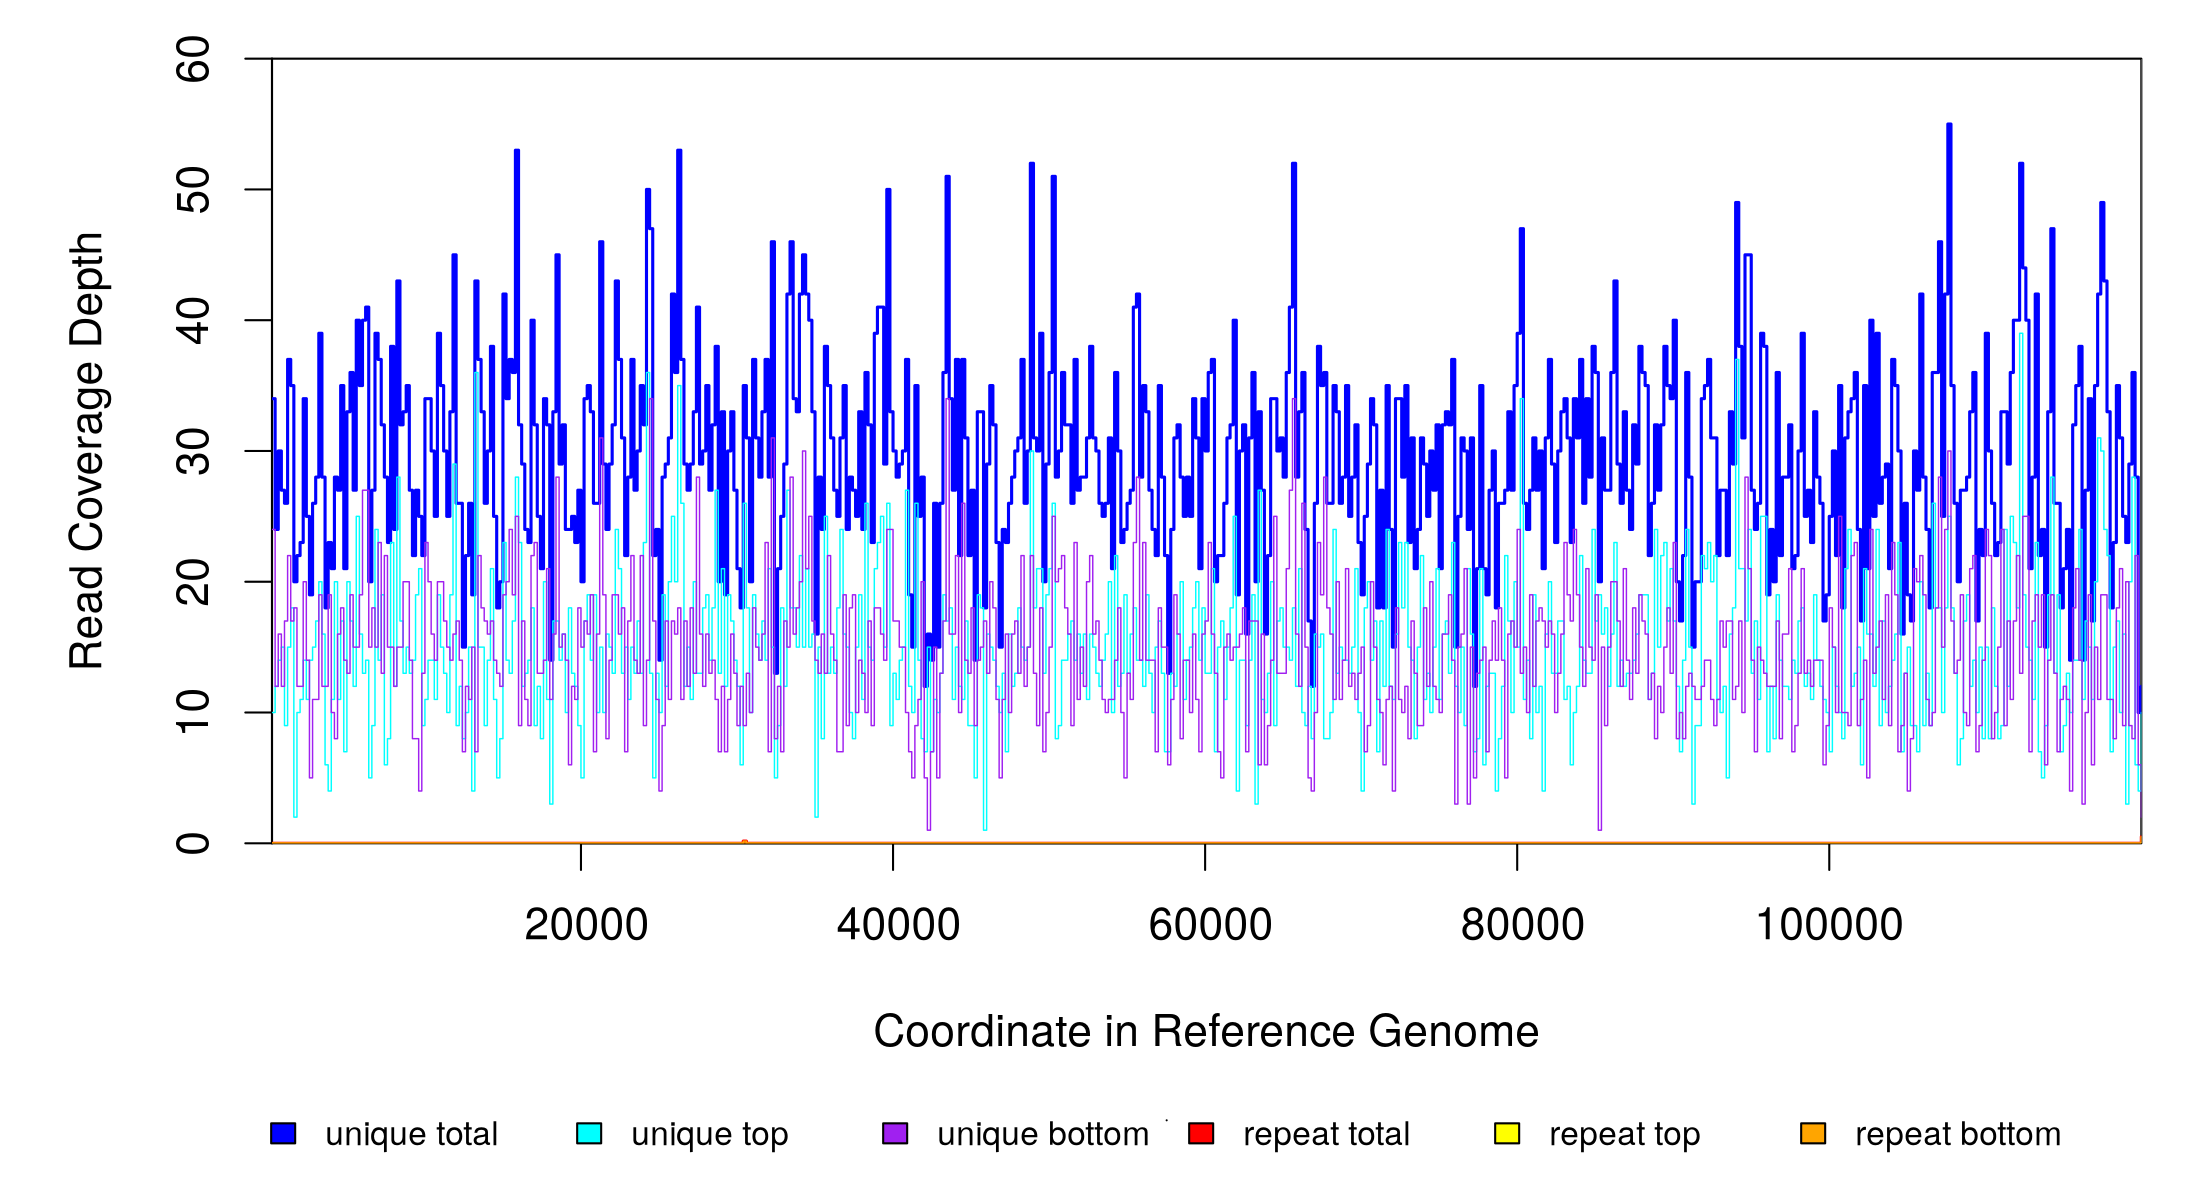 60
50
40
30
20
10
0
Read Coverage Depth
20000 40000 60000 80000 100000
Coordinate in Reference Genome
unique total unique top unique bottom repeat total repeat top repeat bottom